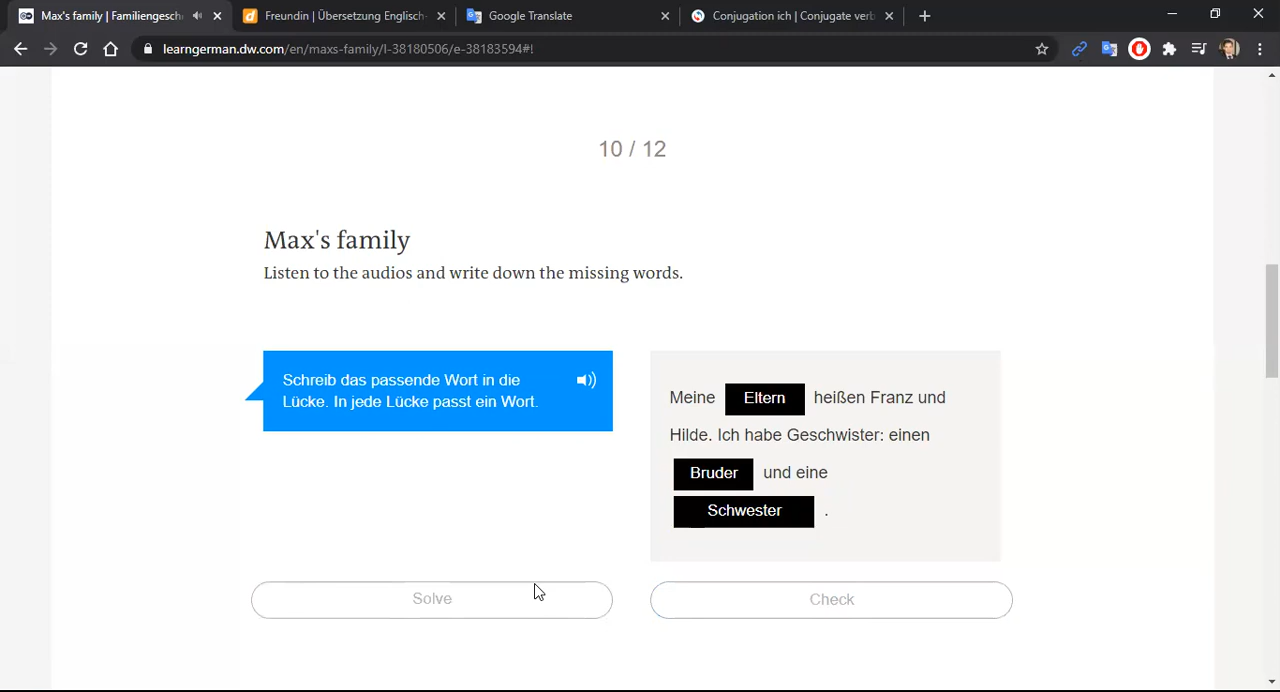 Max's family | Familiengesch
Freundin | Übersetzung Englisch-
Google Translate
Conjugation ich | Conjugate verb
learngerman.dw.com/en/maxs-family/l-38180506/e-38183594#!
10 / 12
Max's family
Listen to the audios and write down the missing words.
Schreib das passende Wort in die
Lücke. In jede Lücke passt ein Wort.
Meine Eltern heißen Franz und
Hilde. Ich habe Geschwister: einen
Bruder und eine
Schwester .
Solve
Check